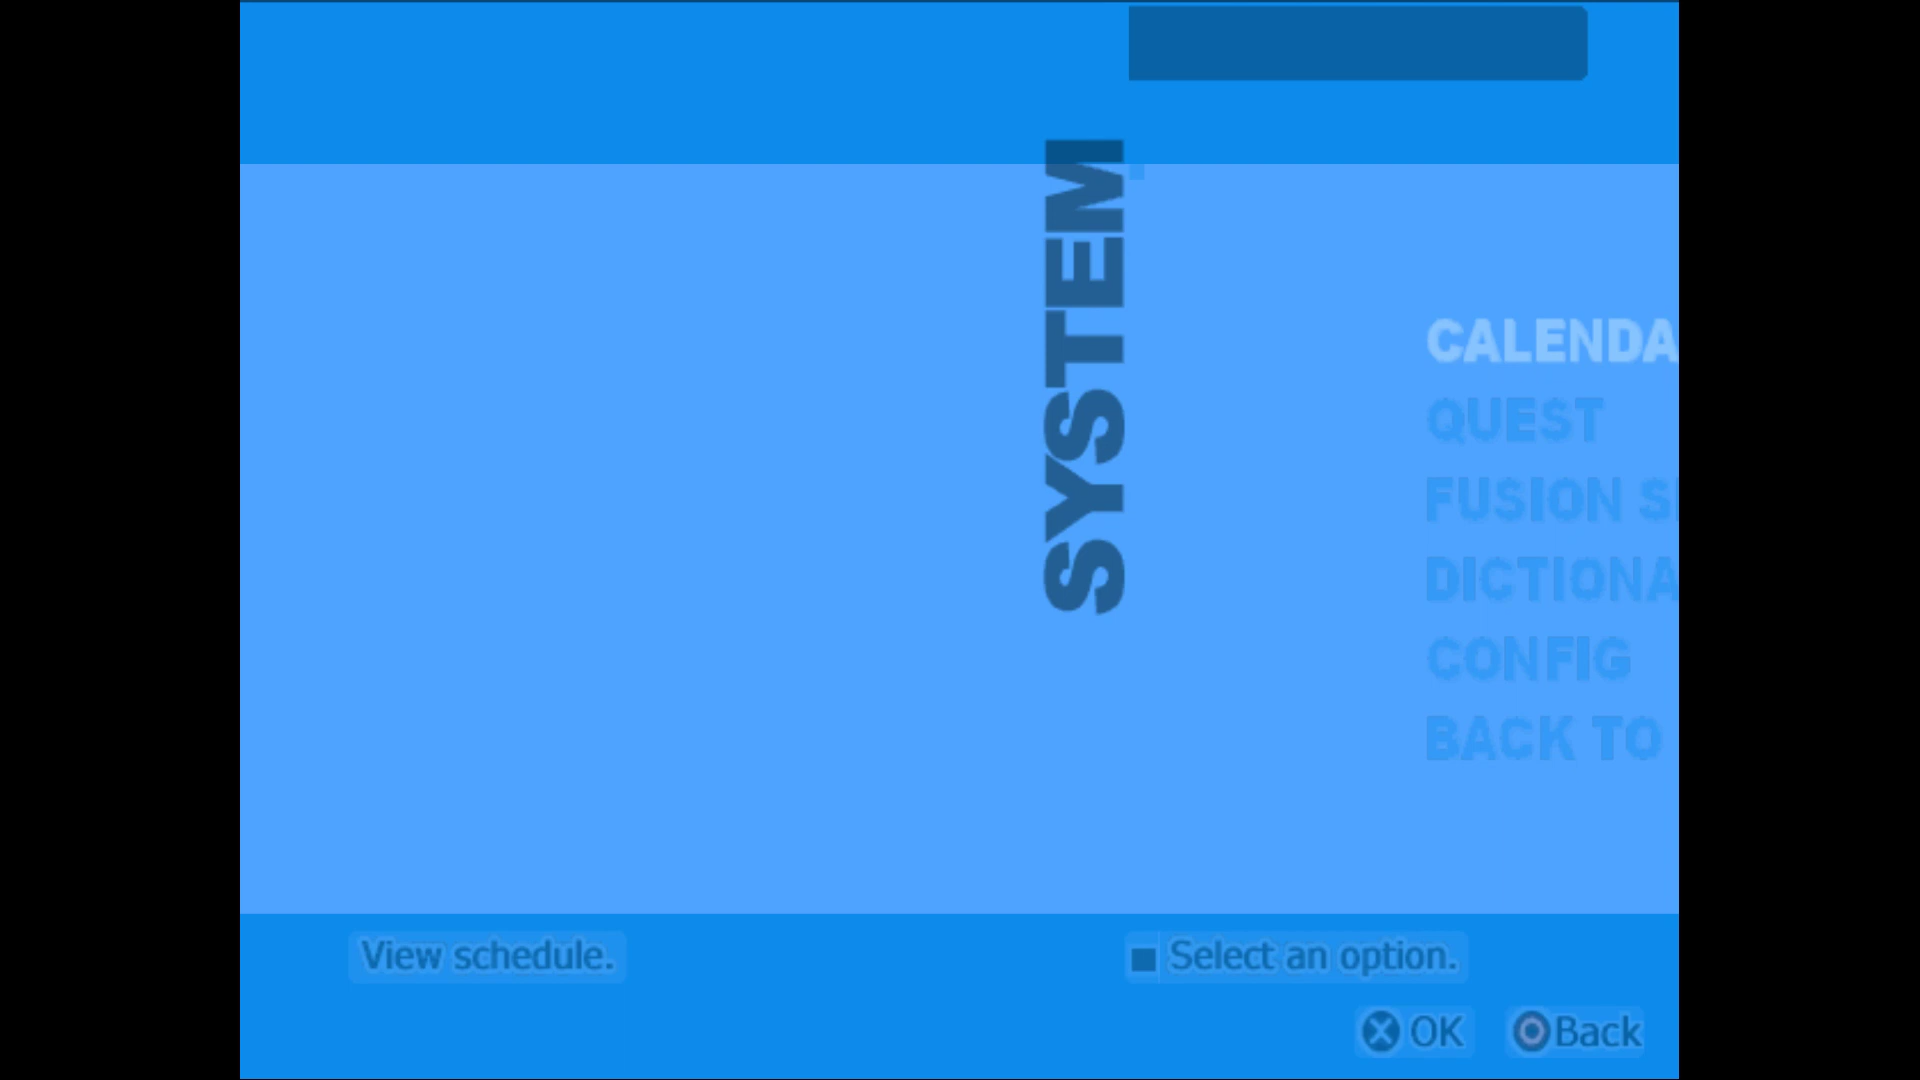 SYSTEM
CALENDA
QUEST
FUSION S
DICTIONA
CONFIG
BACK TO
View schedule.
Select an option.
OK
Back